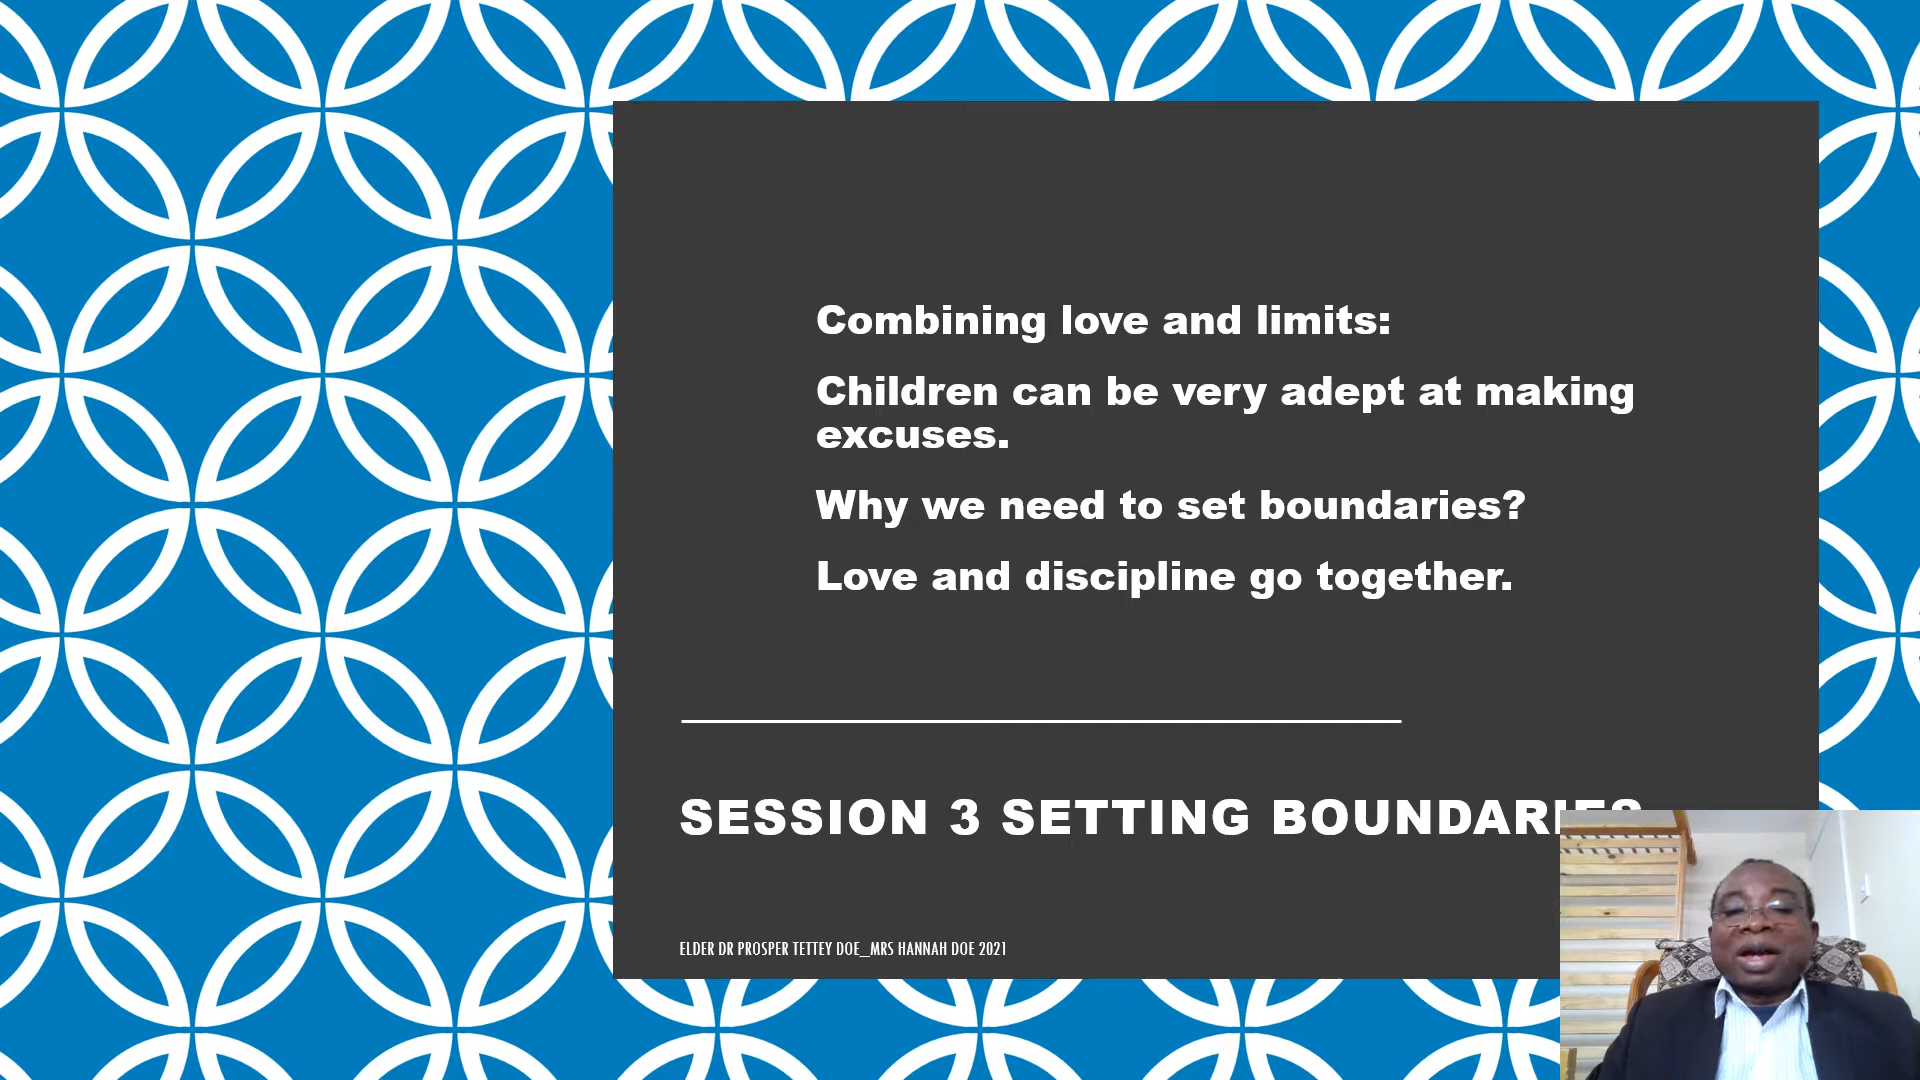 Combining love and limits:
Children can be very adept at making
excuses.
Why we need to set boundaries?
Love and discipline go together.
SESSION 3 SETTING BOUNDARIES
ELDER DR PROSPER TETTEY DOE_MRS HANNAH DOE 2021